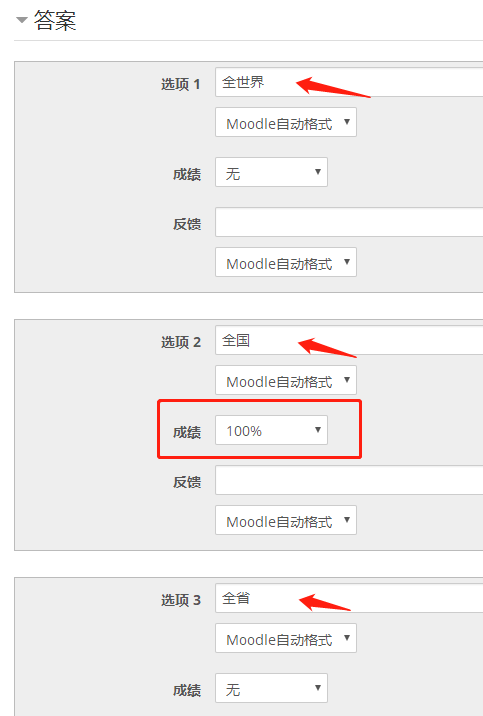 答案
选项 1 全世界
Moodle自动格式
成绩 无
反馈
Moodle自动格式
选项 2 全国
Moodle自动格式
成绩 100%
反馈
Moodle自动格式
选项 3 全省
Moodle自动格式
成绩 无